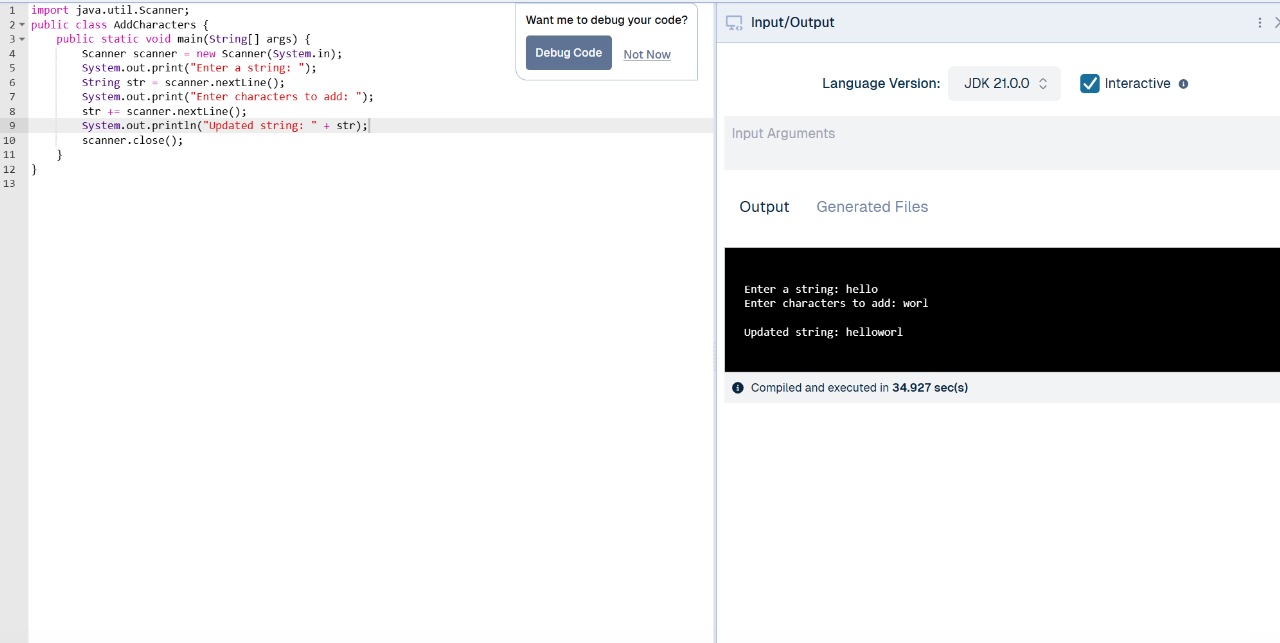 1 import java.util.Scanner;
2 public class AddCharacters {
3 public static void main(String[] args) {
4 Scanner scanner = new Scanner(System.in);
5 System.out.print("Enter a string: ");
6 String str = scanner.nextLine();
7 System.out.print("Enter characters to add: ");
8 str += scanner.nextLine();
9 System.out.println("Updated string: " + str);
10 scanner.close();
11 }
12 }
13
Want me to debug your code?
Debug Code Not Now
Input/Output
Language Version: JDK 21.0.0 Interactive
Input Arguments
Output Generated Files
Enter a string: hello
Enter characters to add: worl
Updated string: helloworl
Compiled and executed in 34.927 sec(s)